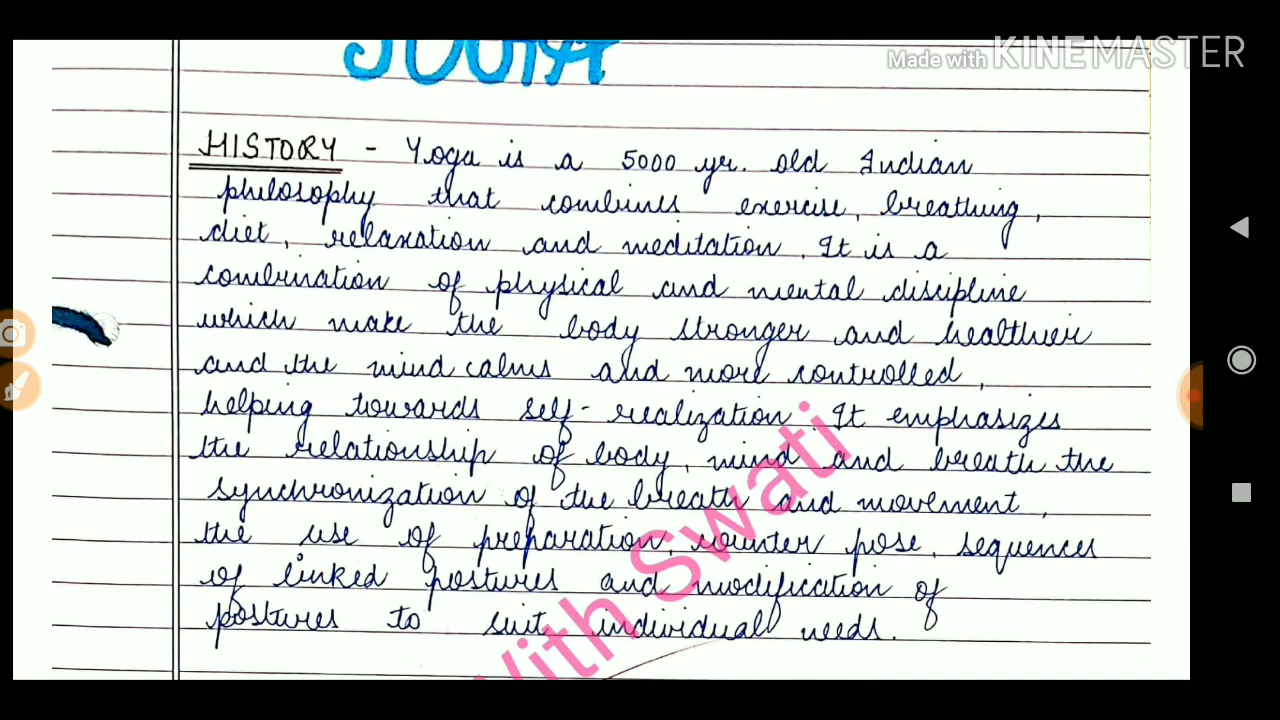 Made with KINEMASTER
HISTORY - Yoga is a 5000 yr. old Indian
philosophy that combines exercise, breathing,
diet, relaxation and meditation. It is a
combination of physical and mental discipline
which make the body stronger and healthier
and the mind calms and more controlled,
helping towards self-realization. It emphasizes
the relationship of body, mind and breath the
synchronization of the breath and movement,
the use of preparation, counter pose, sequences
of linked postures and modification of
postures to suit individual needs.
With Swati